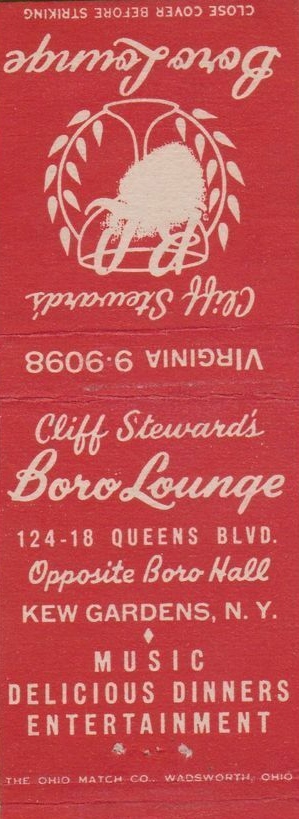 CLOSE COVER BEFORE STRIKING
Boro Lounge
Cliff Steward's
VIRGINIA 9-9098
Cliff Steward's
Boro Lounge
124-18 QUEENS BLVD.
Opposite Boro Hall
KEW GARDENS, N. Y.
MUSIC
DELICIOUS DINNERS
ENTERTAINMENT
THE OHIO MATCH CO., WADSWORTH, OHIO